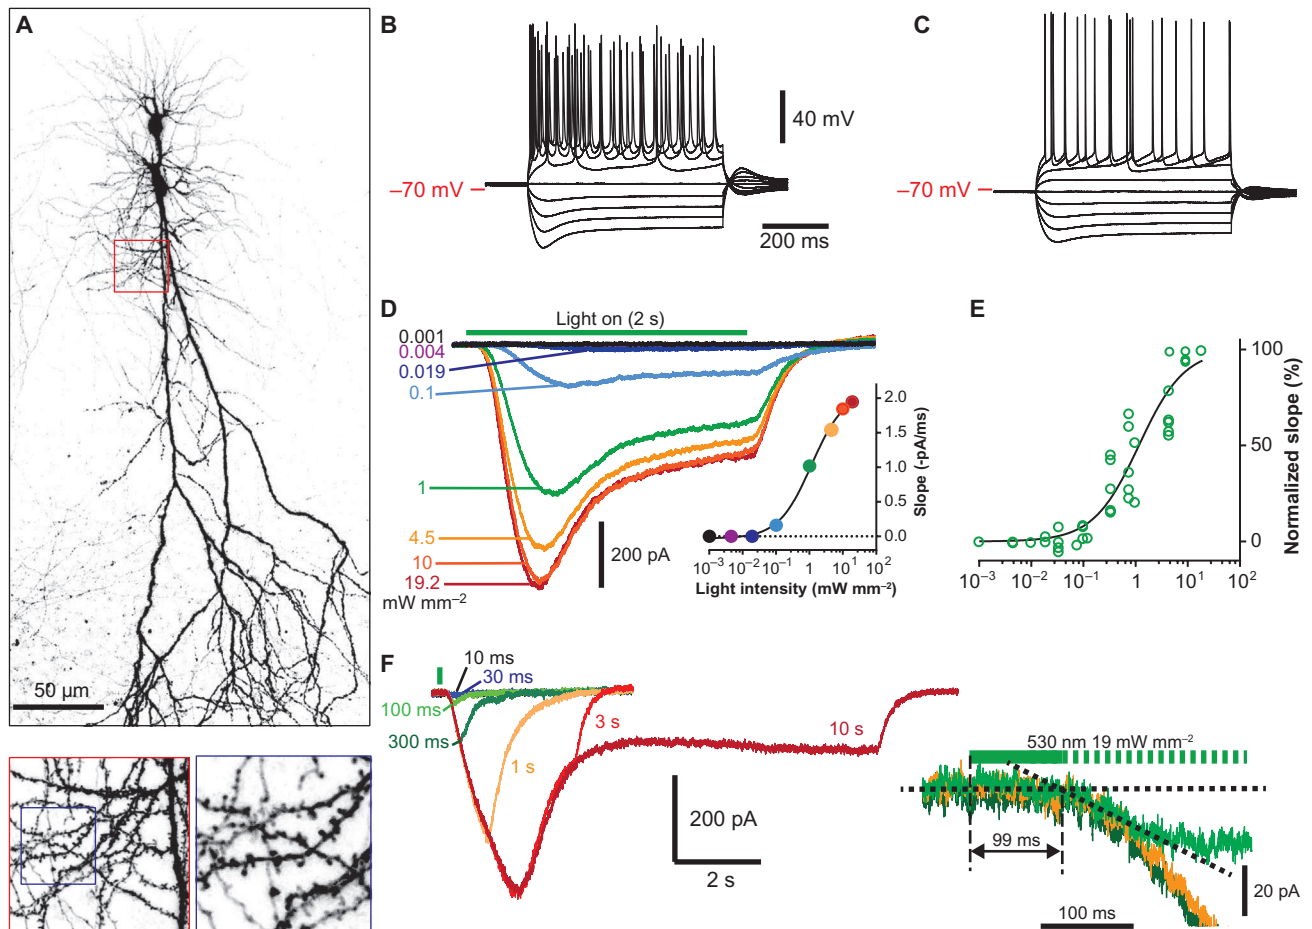 A
50 µm
B
40 mV
–70 mV
200 ms
C
–70 mV
D
Light on (2 s)
0.001
0.004
0.019
0.1
1
4.5
10
19.2
mW mm–2
200 pA
2.0
1.5
1.0
0.5
0.0
Slope (-pA/ms)
10–3 10–2 10–1 1 10 102
Light intensity (mW mm–2)
E
100
50
0
Normalized slope (%)
10–3 10–2 10–1 1 10 102
F
10 ms
30 ms
100 ms
300 ms
1 s
3 s
10 s
200 pA
2 s
530 nm 19 mW mm–2
99 ms
20 pA
100 ms